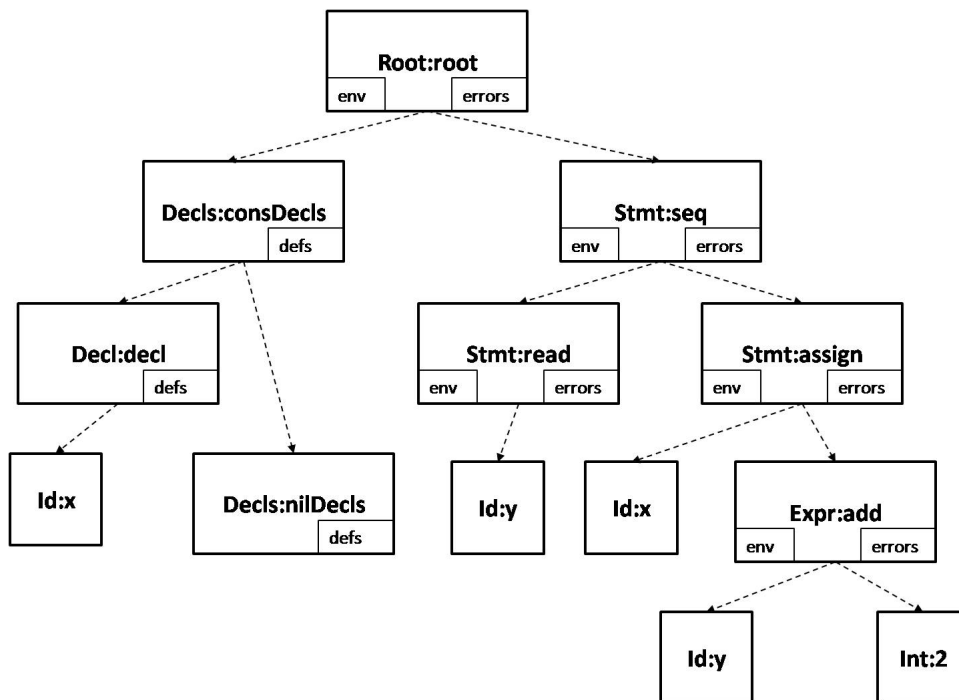 Root:root
env errors
Decls:consDecls
defs
Stmt:seq
env errors
Decl:decl
defs
Stmt:read
env errors
Stmt:assign
env errors
Id:x
Decls:nilDecls
defs
Id:y
Id:x
Expr:add
env errors
Id:y
Int:2